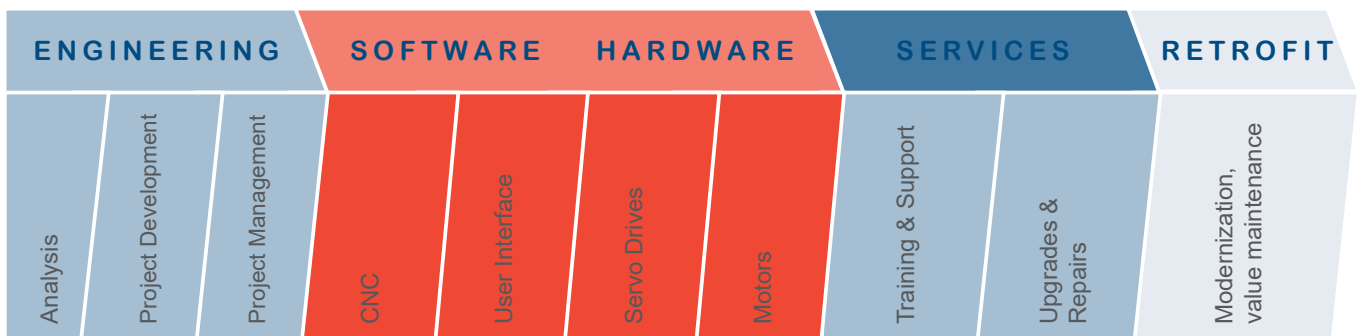 ENGINEERING
SOFTWARE HARDWARE
SERVICES
RETROFIT
Analysis
Project Development
Project Management
CNC
User Interface
Servo Drives
Motors
Training & Support
Upgrades &
Repairs
Modernization,
value maintenance